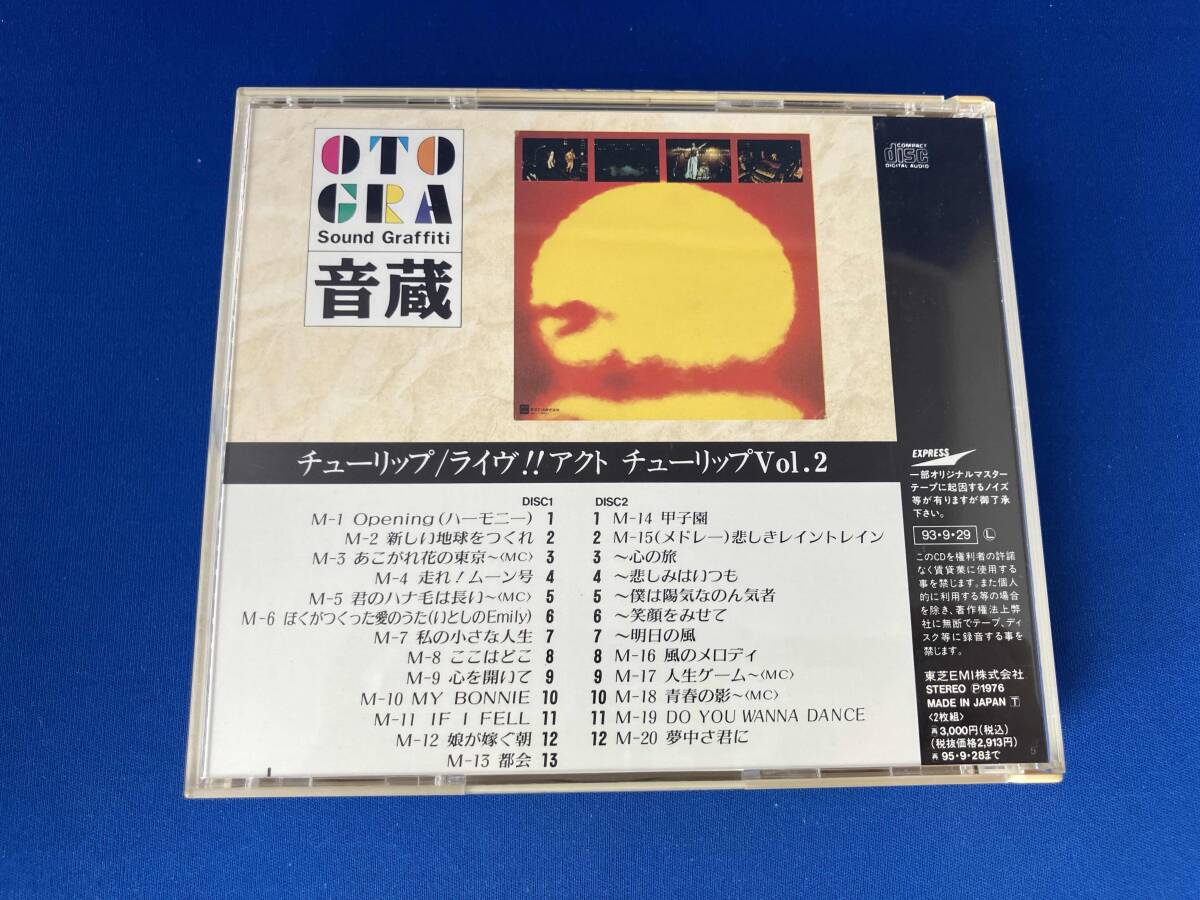 OTO
GRA
Sound Graffiti
音蔵
COMPACT
disc
DIGITAL AUDIO
チューリップ/ライヴ!!アクト チューリップVol.2
DISC1
M-1 Opening(ハーモニー) 1
M-2 新しい地球をつくれ 2
M-3 あこがれ花の東京～〈MC〉 3
M-4 走れ!ムーン号 4
M-5 君のハナ毛は長い～〈MC〉 5
M-6 ぼくがつくった愛のうた(いとしのEmily) 6
M-7 私の小さな人生 7
M-8 ここはどこ 8
M-9 心を開いて 9
M-10 MY BONNIE 10
M-11 IF I FELL 11
M-12 娘が嫁ぐ朝 12
M-13 都会 13
DISC2
1 M-14 甲子園
2 M-15(メドレー)悲しきレイントレイン
3 ～心の旅
4 ～悲しみはいつも
5 ～僕は陽気なのん気者
6 ～笑顔をみせて
7 ～明日の風
8 M-16 風のメロディ
9 M-17 人生ゲーム～〈MC〉
10 M-18 青春の影～〈MC〉
11 M-19 DO YOU WANNA DANCE
12 M-20 夢中さ君に
EXPRESS
一部オリジナルマスター
テープに起因するノイズ
等が有りますが御了承
下さい。
93・9・29 Ⓛ
このCDを権利者の許諾
なく賃貸業に使用する
事を禁じます。また個人
的に利用する等の場合
を除き、著作権法上弊
社に無断でテープ、ディ
スク等に録音する事を
禁じます。
東芝EMI株式会社
STEREO Ⓟ1976
MADE IN JAPAN T
〈2枚組〉
再3,000円(税込)
(税抜価格2,913円)
再95・9・28まで